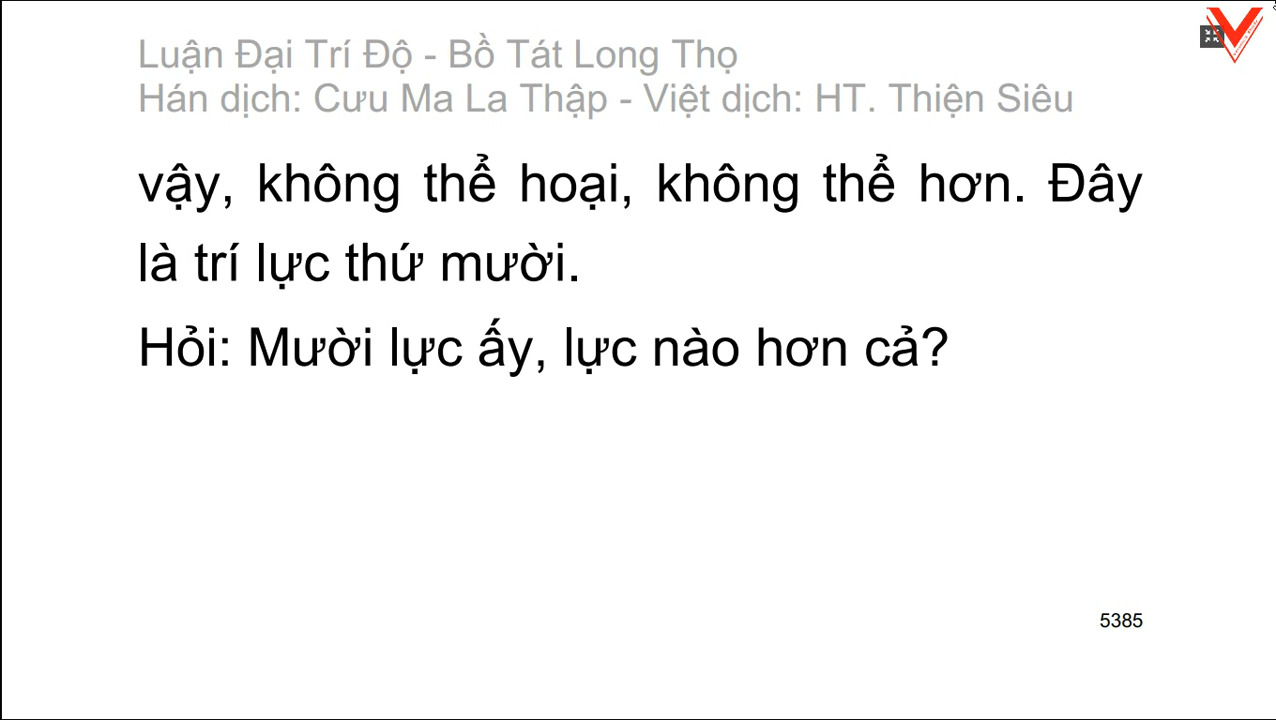 Luận Đại Trí Độ - Bồ Tát Long Thọ
Hán dịch: Cưu Ma La Thập - Việt dịch: HT. Thiện Siêu
vậy, không thể hoại, không thể hơn. Đây
là trí lực thứ mười.
Hỏi: Mười lực ấy, lực nào hơn cả?
5385